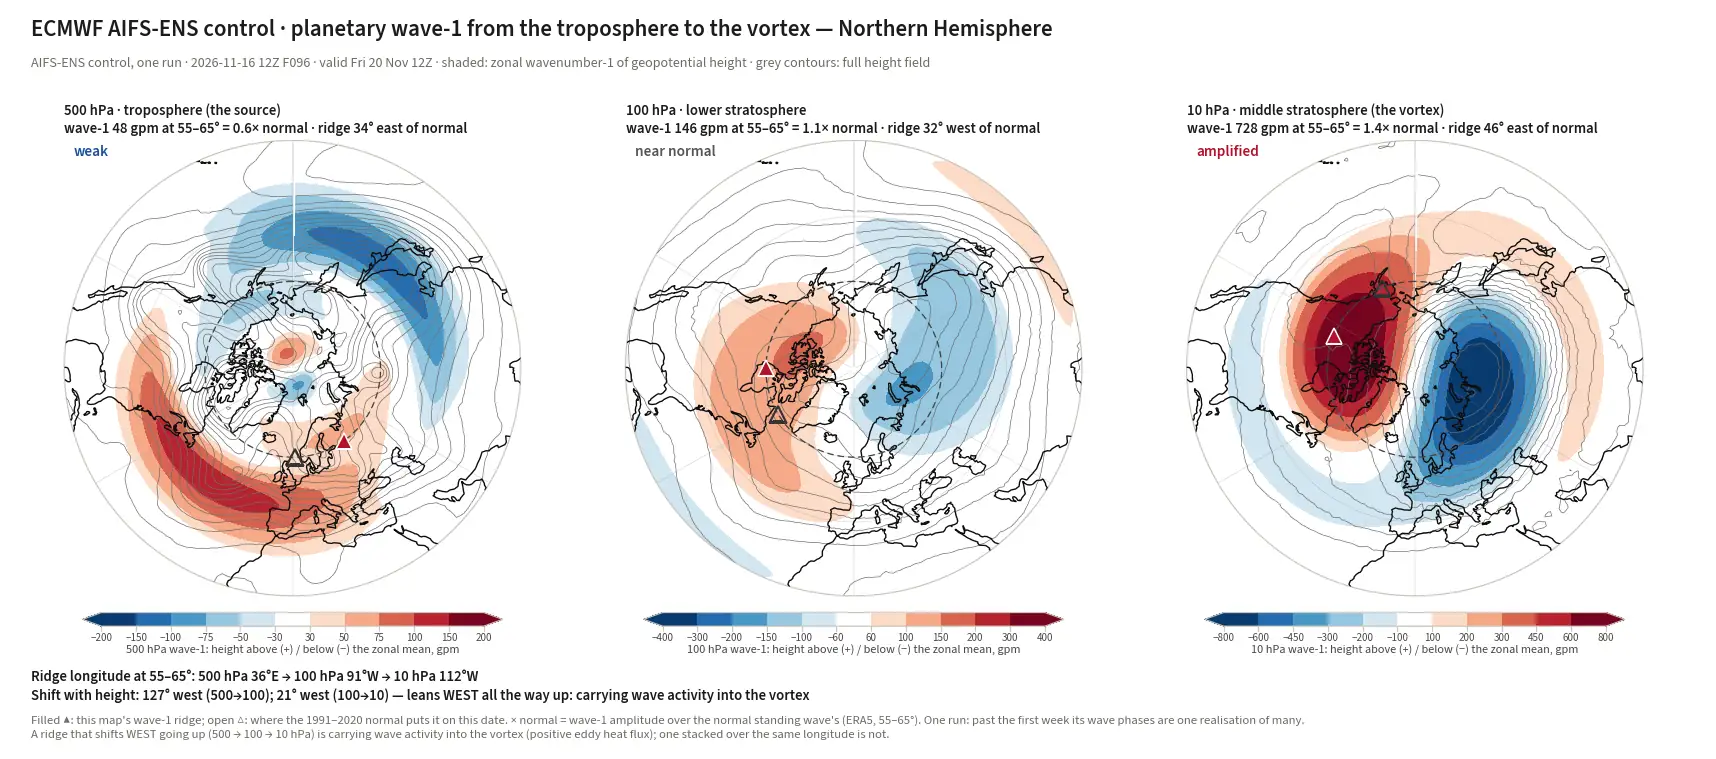 ECMWF AIFS-ENS control · planetary wave-1 from the troposphere to the vortex — Northern Hemisphere
AIFS-ENS control, one run · 2026-11-16 12Z F096 · valid Fri 20 Nov 12Z · shaded: zonal wavenumber-1 of geopotential height · grey contours: full height field
500 hPa · troposphere (the source)
wave-1 48 gpm at 55–65° = 0.6× normal · ridge 34° east of normal
weak
100 hPa · lower stratosphere
wave-1 146 gpm at 55–65° = 1.1× normal · ridge 32° west of normal
near normal
10 hPa · middle stratosphere (the vortex)
wave-1 728 gpm at 55–65° = 1.4× normal · ridge 46° east of normal
amplified
−200 −150 −100 −75 −50 −30 30 50 75 100 150 200
500 hPa wave-1: height above (+) / below (−) the zonal mean, gpm
−400 −300 −200 −150 −100 −60 60 100 150 200 300 400
100 hPa wave-1: height above (+) / below (−) the zonal mean, gpm
−800 −600 −450 −300 −200 −100 100 200 300 450 600 800
10 hPa wave-1: height above (+) / below (−) the zonal mean, gpm
Ridge longitude at 55–65°: 500 hPa 36°E → 100 hPa 91°W → 10 hPa 112°W
Shift with height: 127° west (500→100); 21° west (100→10) — leans WEST all the way up: carrying wave activity into the vortex
Filled ▲: this map's wave-1 ridge; open △: where the 1991–2020 normal puts it on this date. × normal = wave-1 amplitude over the normal standing wave's (ERA5, 55–65°). One run: past the first week its wave phases are one realisation of many.
A ridge that shifts WEST going up (500 → 100 → 10 hPa) is carrying wave activity into the vortex (positive eddy heat flux); one stacked over the same longitude is not.